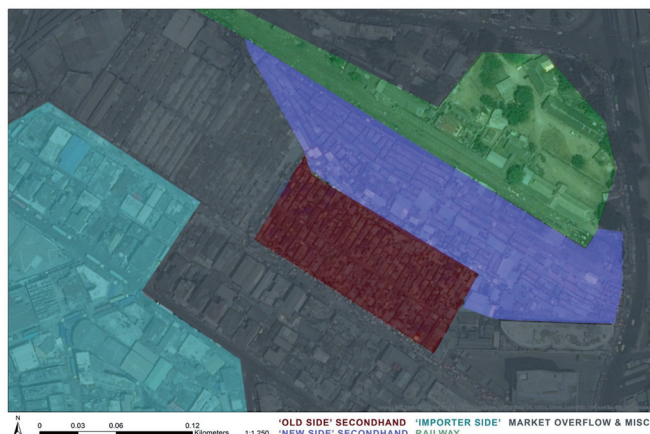 N
0 0.03 0.06 0.12 Kilometers 1:1,250
'OLD SIDE' SECONDHAND 'IMPORTER SIDE' MARKET OVERFLOW & MISC
'NEW SIDE' SECONDHAND RAILWAY